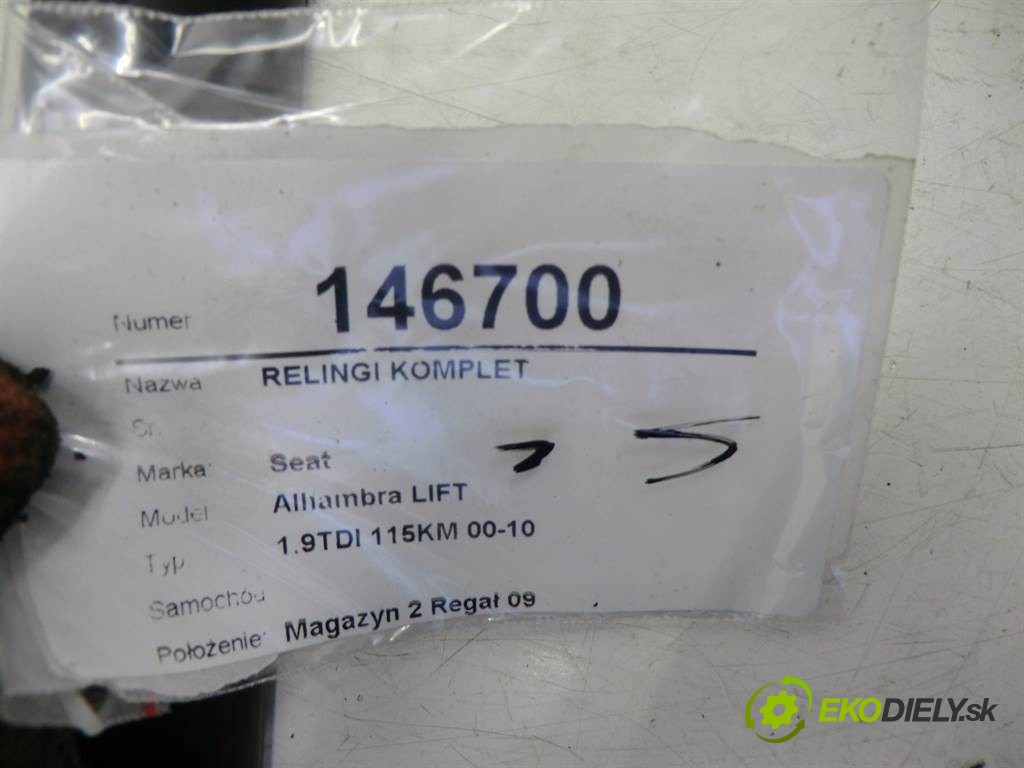 Numer 146700
Nazwa RELINGI KOMPLET
Marka: Seat
Model Alhambra LIFT
Typ 1.9TDI 115KM 00-10
Samochód
Położenie: Magazyn 2 Regał 09
EKODIELY.sk